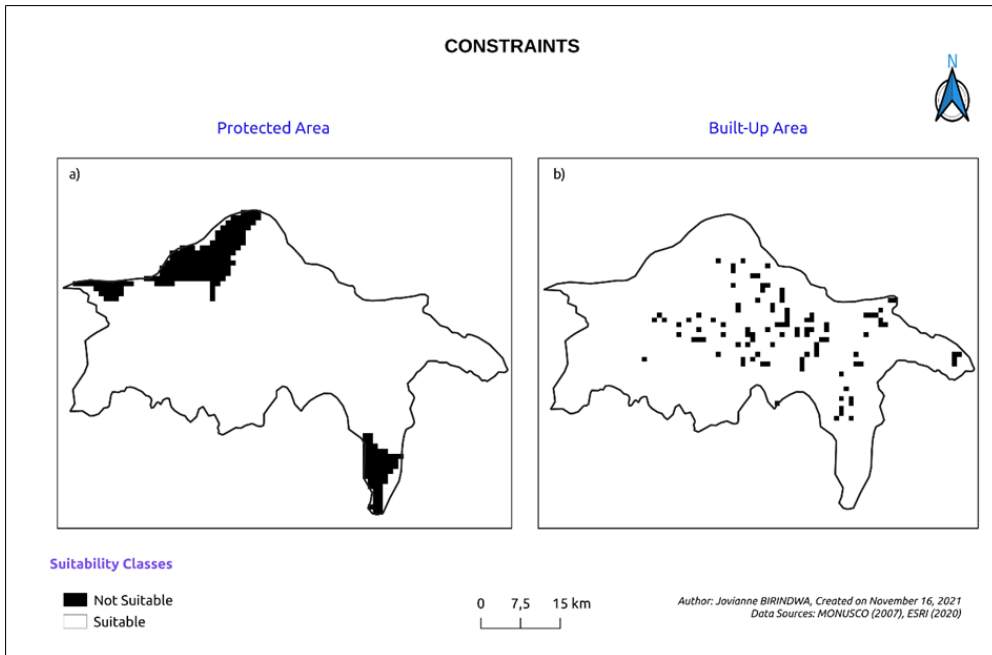 CONSTRAINTS
N
Protected Area
Built-Up Area
a)
b)
Suitability Classes
Not Suitable
Suitable
0 7,5 15 km
Author: Jovianne BIRINDWA, Created on November 16, 2021
Data Sources: MONUSCO (2007), ESRI (2020)